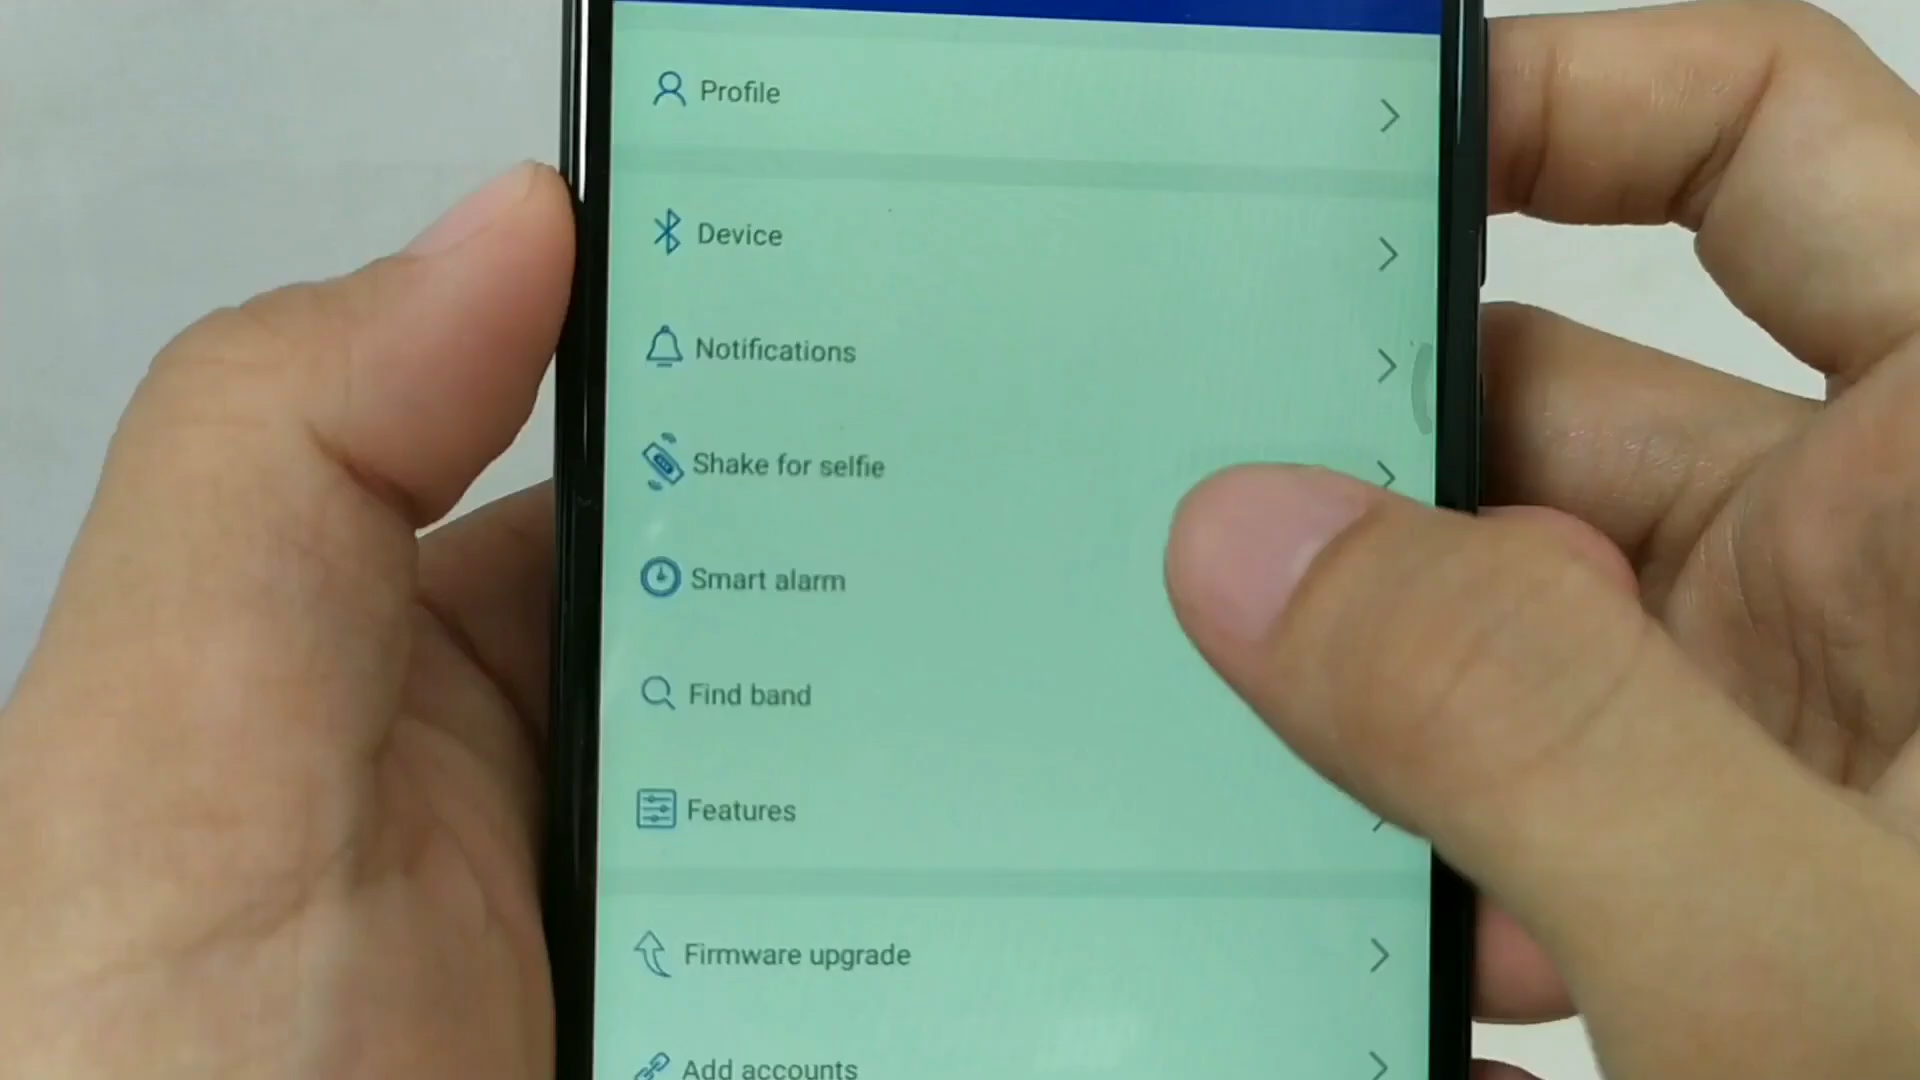 Profile
Device
Notifications
Shake for selfie
Smart alarm
Find band
Features
Firmware upgrade
Add accounts